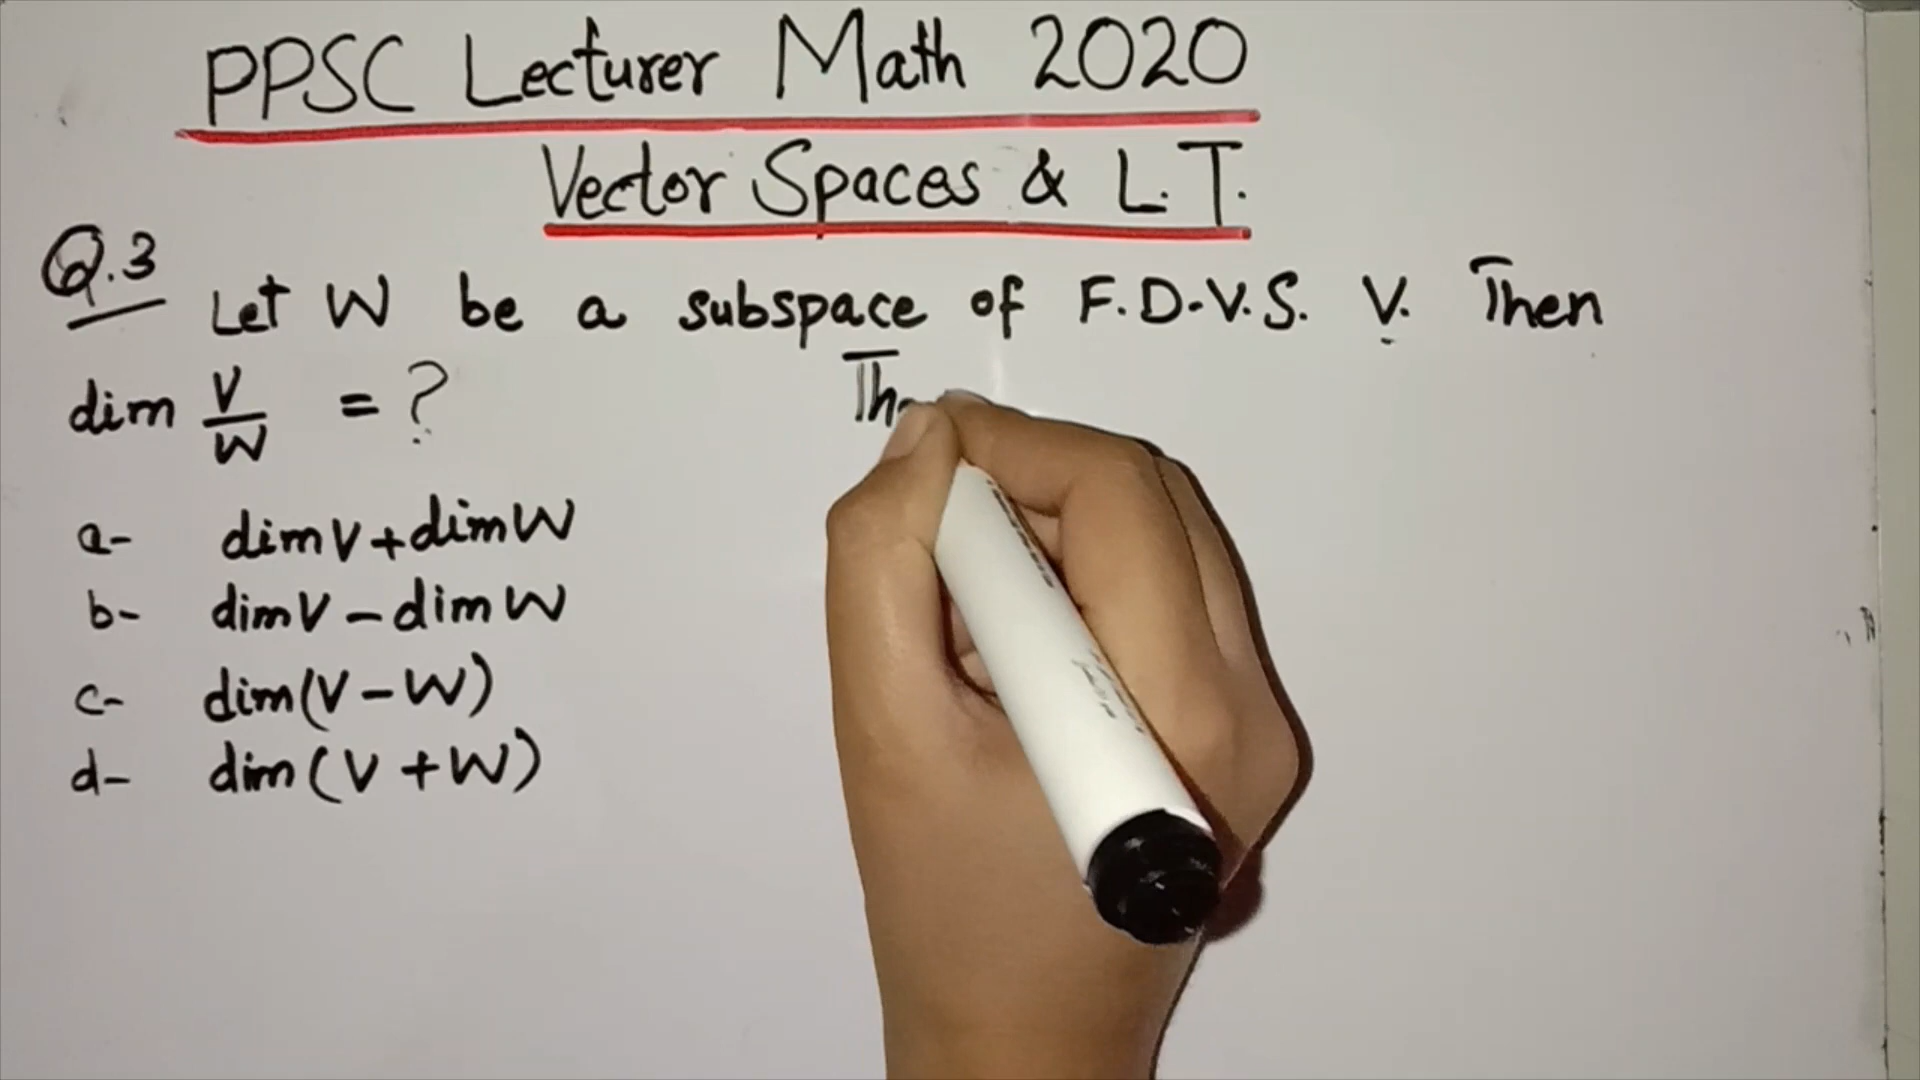 PPSC Lecturer Math 2020
Vector Spaces & L.T.
Q.3
Let W be a subspace of F.D.V.S. V. Then
dim V/W = ?
Th
a- dimV+dimW
b- dimV-dimW
c- dim(V-W)
d- dim(V+W)